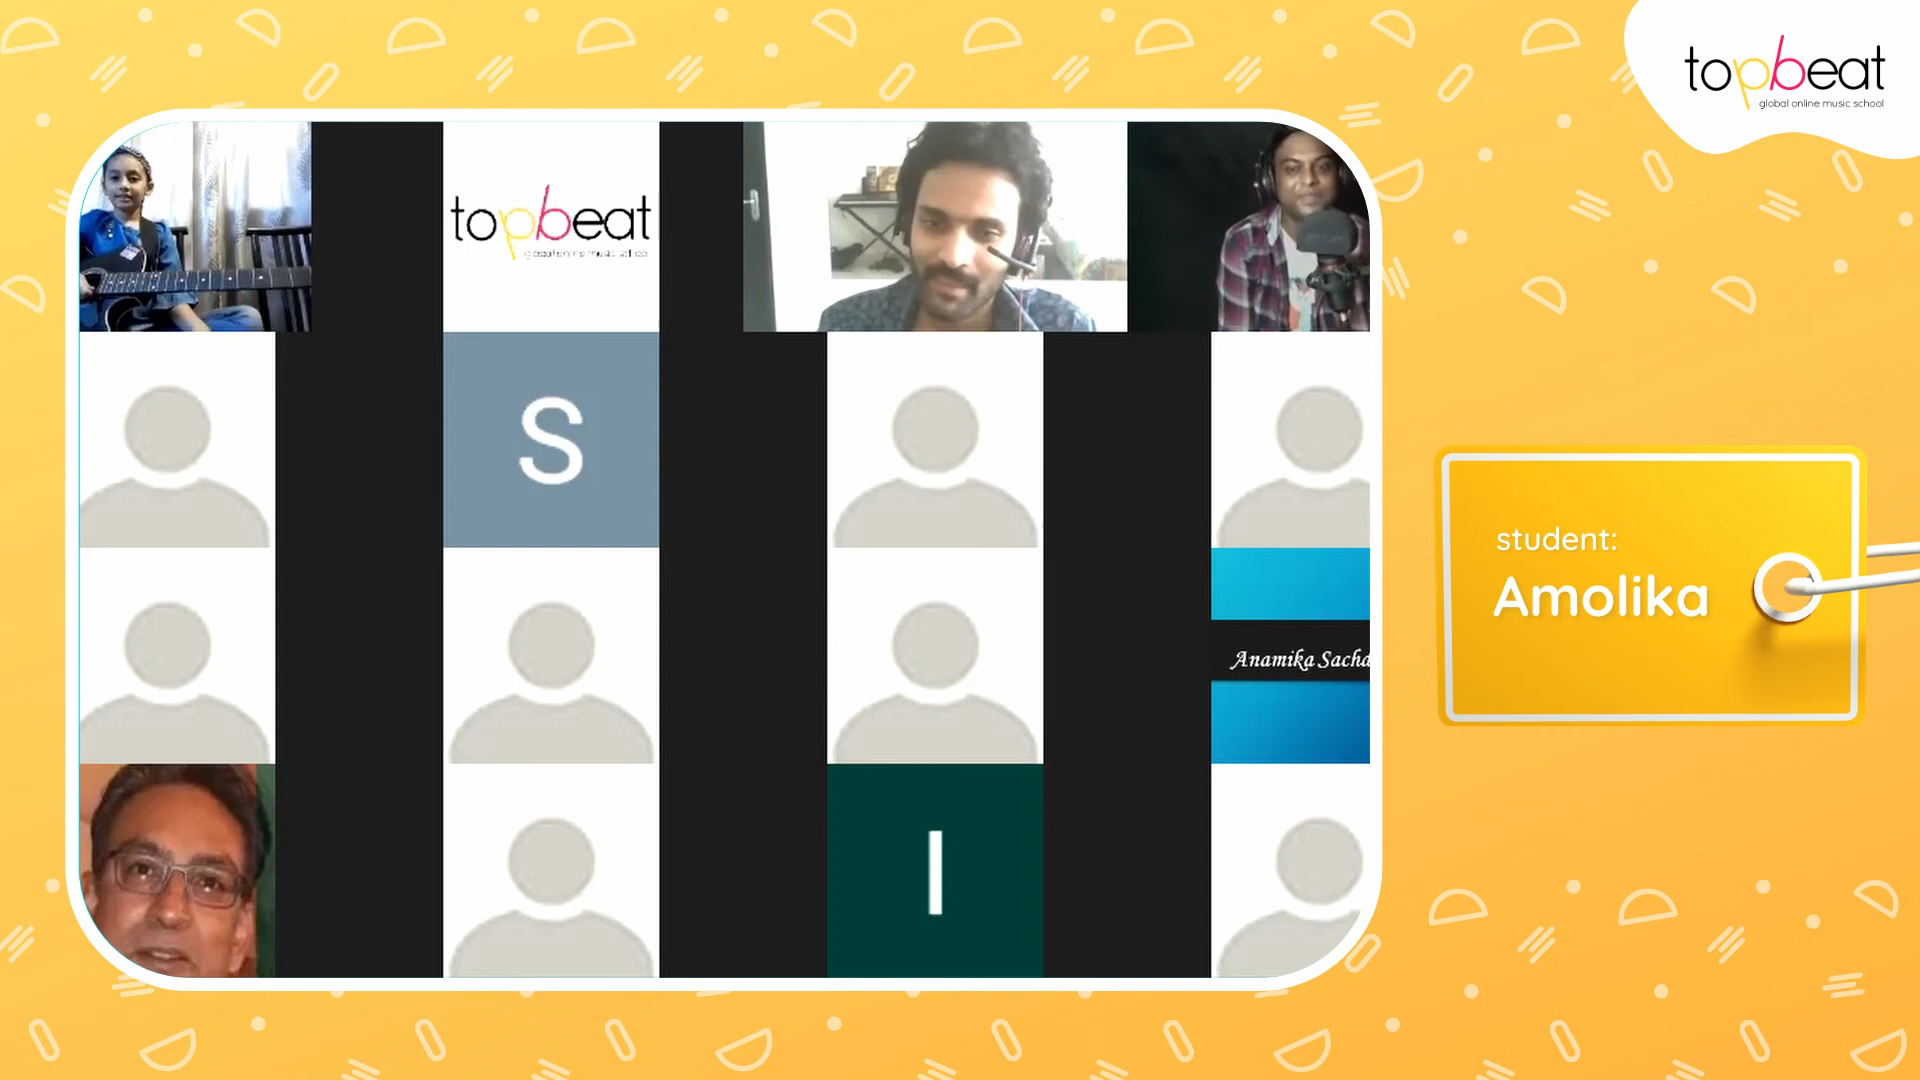 topbeat
global online music school
topbeat
S
student:
Amolika
Anamika Sacha
I